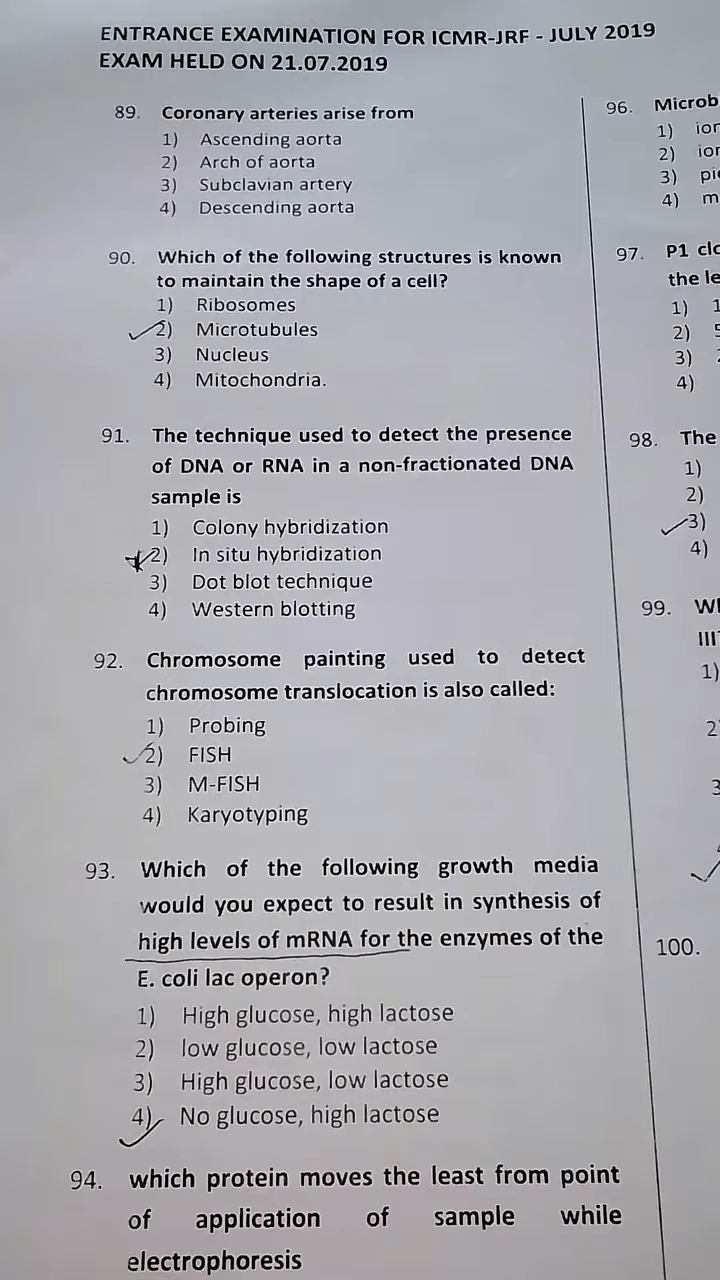 ENTRANCE EXAMINATION FOR ICMR-JRF - JULY 2019
EXAM HELD ON 21.07.2019
89. Coronary arteries arise from
1) Ascending aorta
2) Arch of aorta
3) Subclavian artery
4) Descending aorta
90. Which of the following structures is known
to maintain the shape of a cell?
1) Ribosomes
2) Microtubules
3) Nucleus
4) Mitochondria.
91. The technique used to detect the presence
of DNA or RNA in a non-fractionated DNA
sample is
1) Colony hybridization
2) In situ hybridization
3) Dot blot technique
4) Western blotting
92. Chromosome painting used to detect
chromosome translocation is also called:
1) Probing
2) FISH
3) M-FISH
4) Karyotyping
93. Which of the following growth media
would you expect to result in synthesis of
high levels of mRNA for the enzymes of the
E. coli lac operon?
1) High glucose, high lactose
2) low glucose, low lactose
3) High glucose, low lactose
4) No glucose, high lactose
94. which protein moves the least from point
of application of sample while
electrophoresis
96. Microb
1)
2)
3)
4) m
97. P1
the le
1) 1
2)
3)
4)
98. The
1)
2)
3)
4)
99.
III
1)
2
3
100.